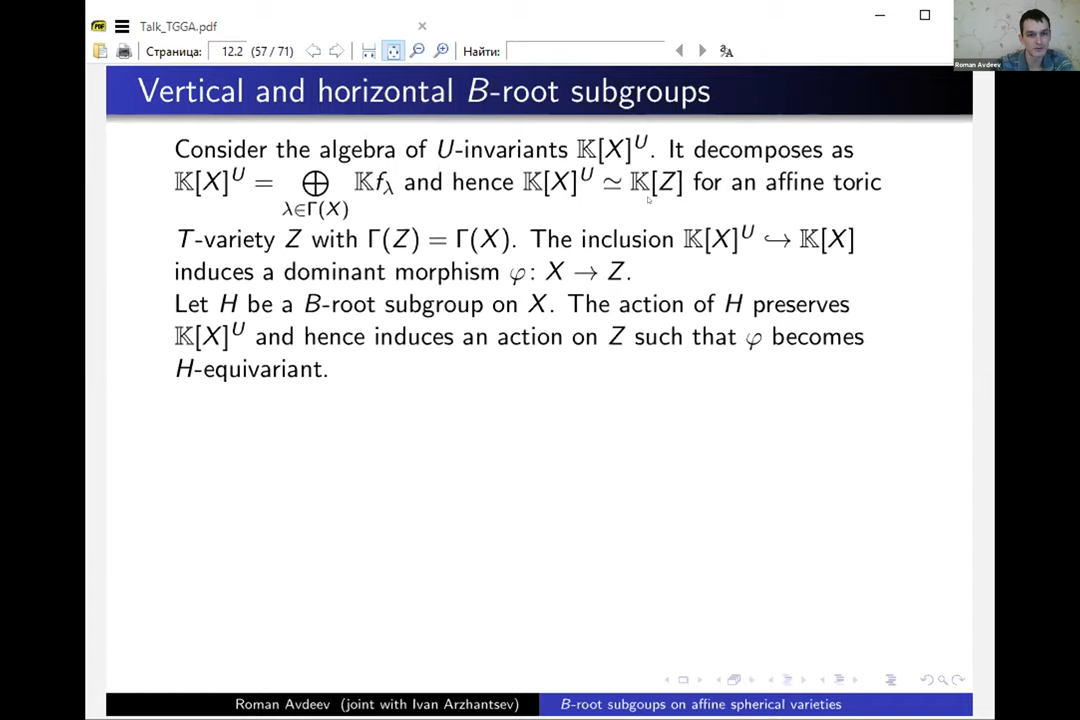 Talk_TGGA.pdf
Страница: 12.2 (57 / 71) Найти:
Roman Avdeev
Vertical and horizontal B-root subgroups
Consider the algebra of U-invariants 𝕂[X]^U. It decomposes as
𝕂[X]^U = ⊕ 𝕂f_λ and hence 𝕂[X]^U ≃ 𝕂[Z] for an affine toric
λ∈Γ(X)
T-variety Z with Γ(Z) = Γ(X). The inclusion 𝕂[X]^U ↪ 𝕂[X]
induces a dominant morphism φ: X → Z.
Let H be a B-root subgroup on X. The action of H preserves
𝕂[X]^U and hence induces an action on Z such that φ becomes
H-equivariant.
Roman Avdeev (joint with Ivan Arzhantsev) B-root subgoups on affine spherical varieties